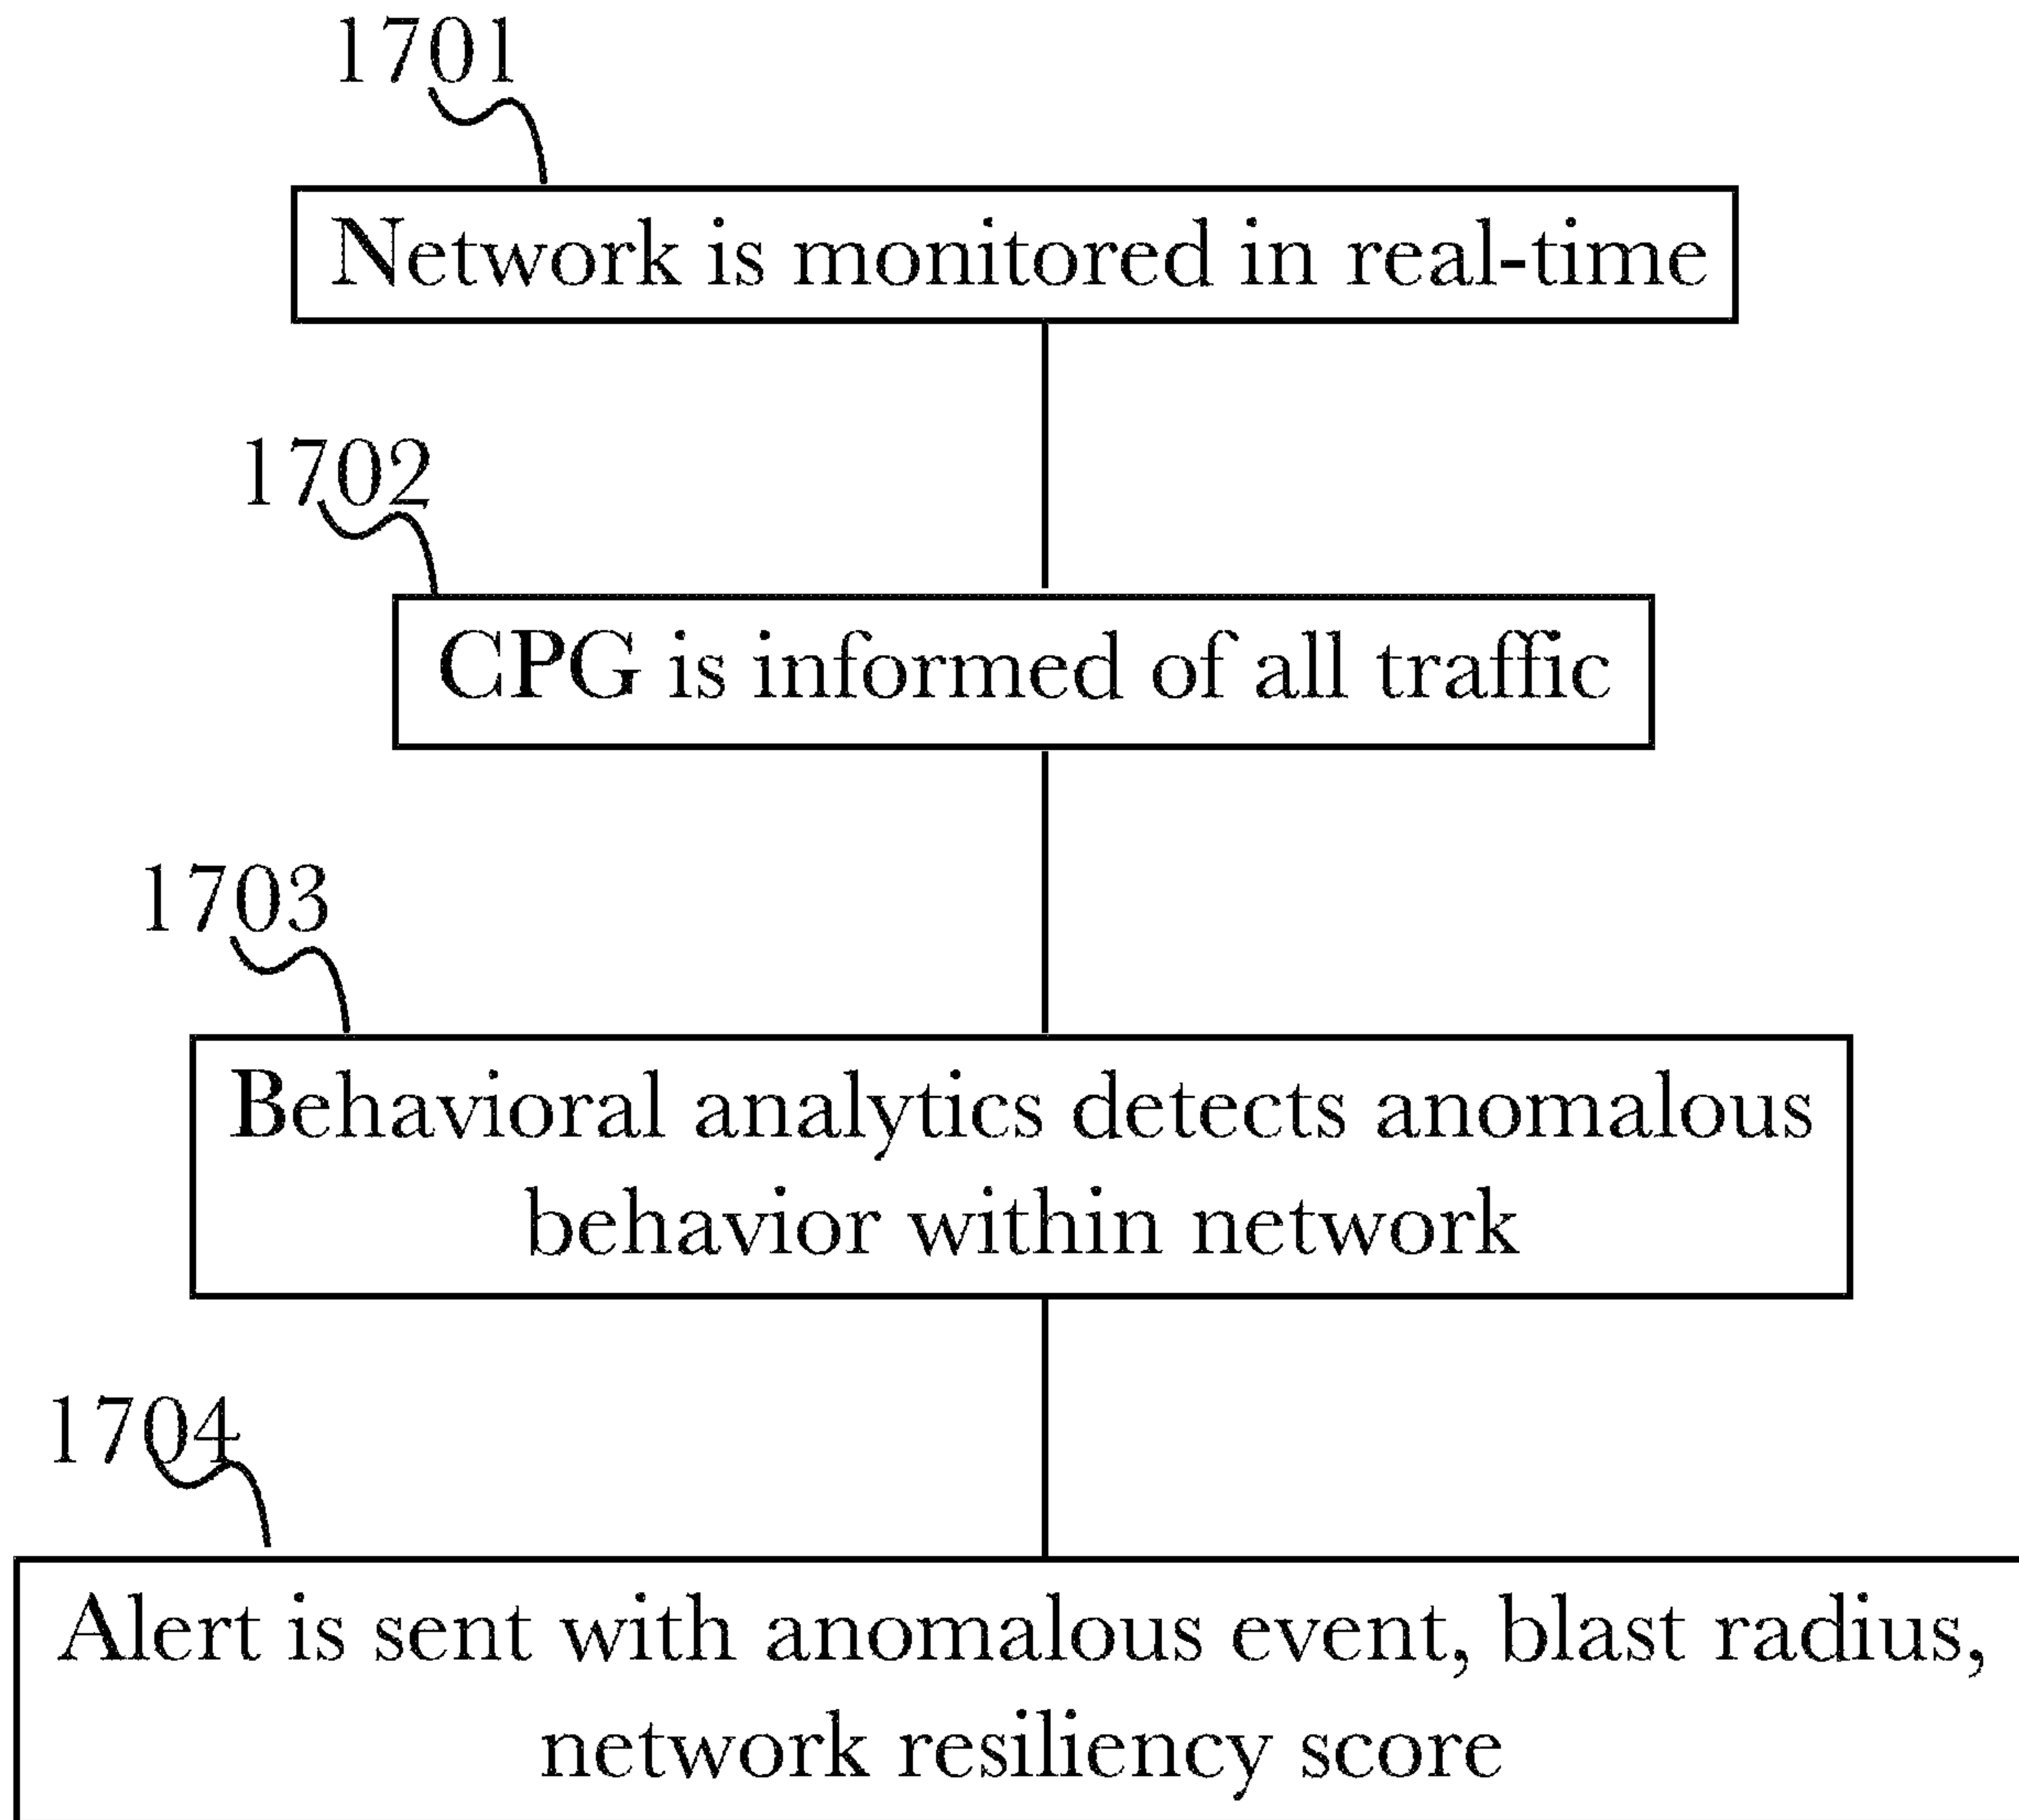 1701
Network is monitored in real-time
1702
CPG is informed of all traffic
1703
Behavioral analytics detects anomalous
behavior within network
1704
Alert is sent with anomalous event, blast radius,
network resiliency score